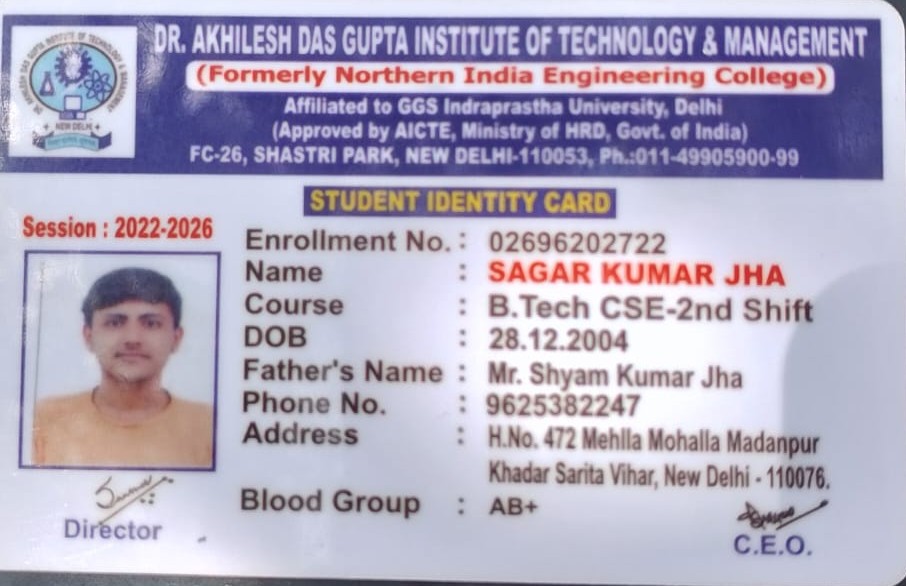 DR. AKHILESH DAS GUPTA INSTITUTE OF TECHNOLOGY & MANAGEMENT
(Formerly Northern India Engineering College)
Affiliated to GGS Indraprastha University, Delhi
(Approved by AICTE, Ministry of HRD, Govt. of India)
FC-26, SHASTRI PARK, NEW DELHI-110053, Ph.:011-49905900-99
NEW DELHI
STUDENT IDENTITY CARD
Session : 2022-2026
Enrollment No. : 02696202722
Name : SAGAR KUMAR JHA
Course : B.Tech CSE-2nd Shift
DOB : 28.12.2004
Father's Name : Mr. Shyam Kumar Jha
Phone No. : 9625382247
Address : H.No. 472 Mehlla Mohalla Madanpur
Khadar Sarita Vihar, New Delhi - 110076.
Blood Group : AB+
Director
C.E.O.